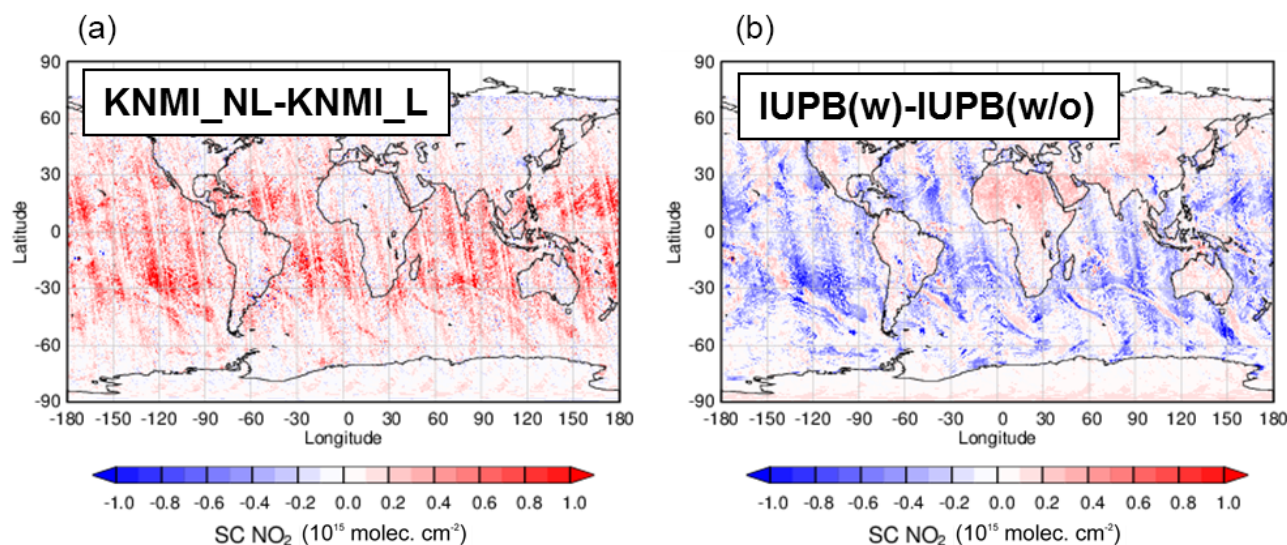 (a)
(b)
KNMI_NL-KNMI_L
IUPB(w)-IUPB(w/o)
90
60
30
0
-30
-60
-90
Latitude
-180 -150 -120 -90 -60 -30 0 30 60 90 120 150 180
Longitude
-1.0 -0.8 -0.6 -0.4 -0.2 0.0 0.2 0.4 0.6 0.8 1.0
SC NO₂ (10¹⁵ molec. cm⁻²)
90
60
30
0
-30
-60
-90
Latitude
-180 -150 -120 -90 -60 -30 0 30 60 90 120 150 180
Longitude
-1.0 -0.8 -0.6 -0.4 -0.2 0.0 0.2 0.4 0.6 0.8 1.0
SC NO₂ (10¹⁵ molec. cm⁻²)